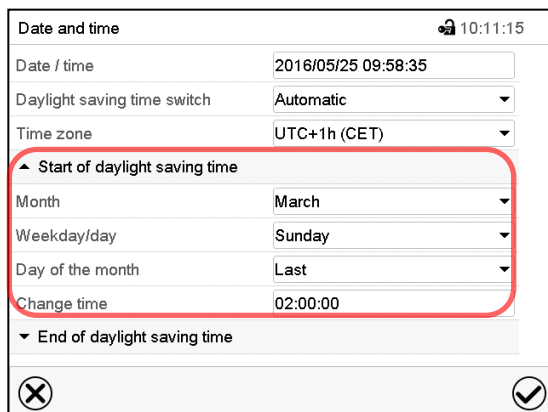 Date and time 10:11:15
Date / time 2016/05/25 09:58:35
Daylight saving time switch Automatic
Time zone UTC+1h (CET)
Start of daylight saving time
Month March
Weekday/day Sunday
Day of the month Last
Change time 02:00:00
End of daylight saving time